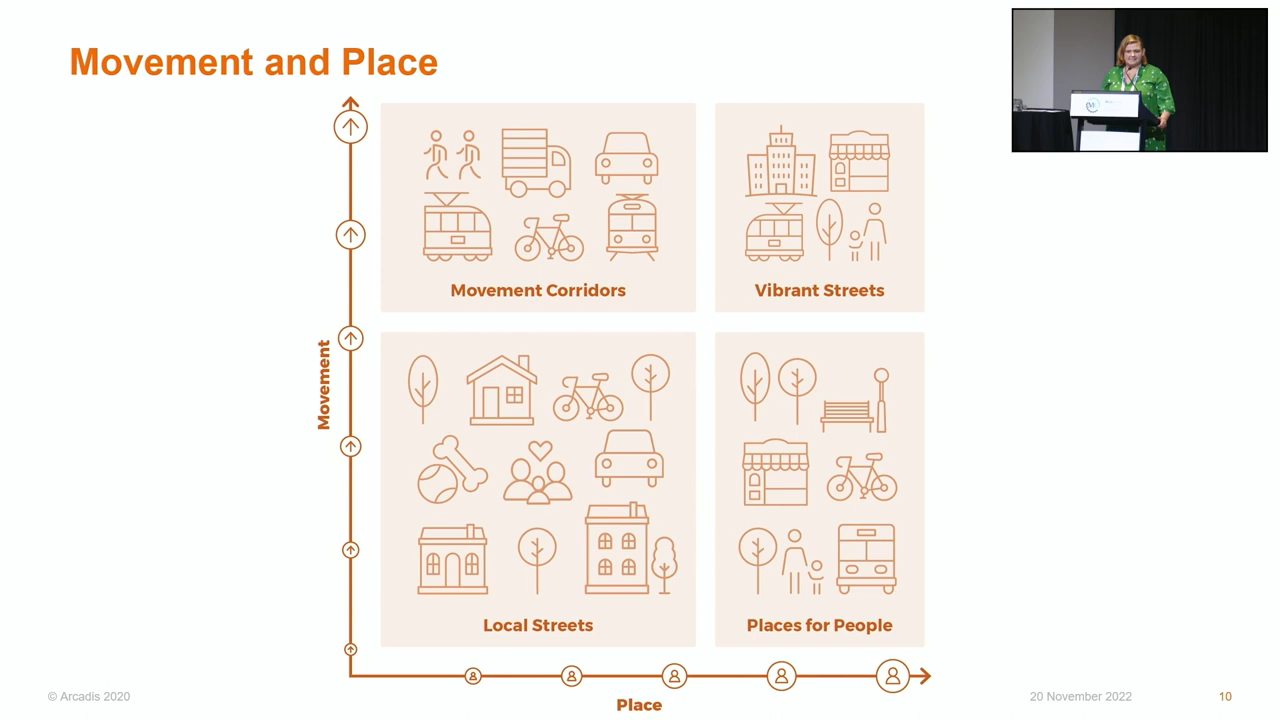 Movement and Place
Movement Corridors
Vibrant Streets
Movement
Local Streets
Places for People
Place
© Arcadis 2020
20 November 2022
10